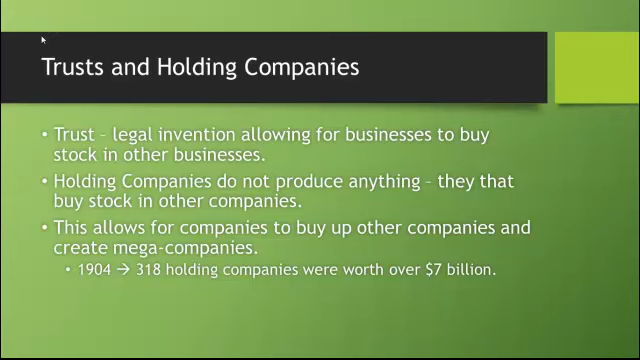 Trusts and Holding Companies
• Trust – legal invention allowing for businesses to buy
stock in other businesses.
• Holding Companies do not produce anything – they that
buy stock in other companies.
• This allows for companies to buy up other companies and
create mega-companies.
• 1904 → 318 holding companies were worth over $7 billion.